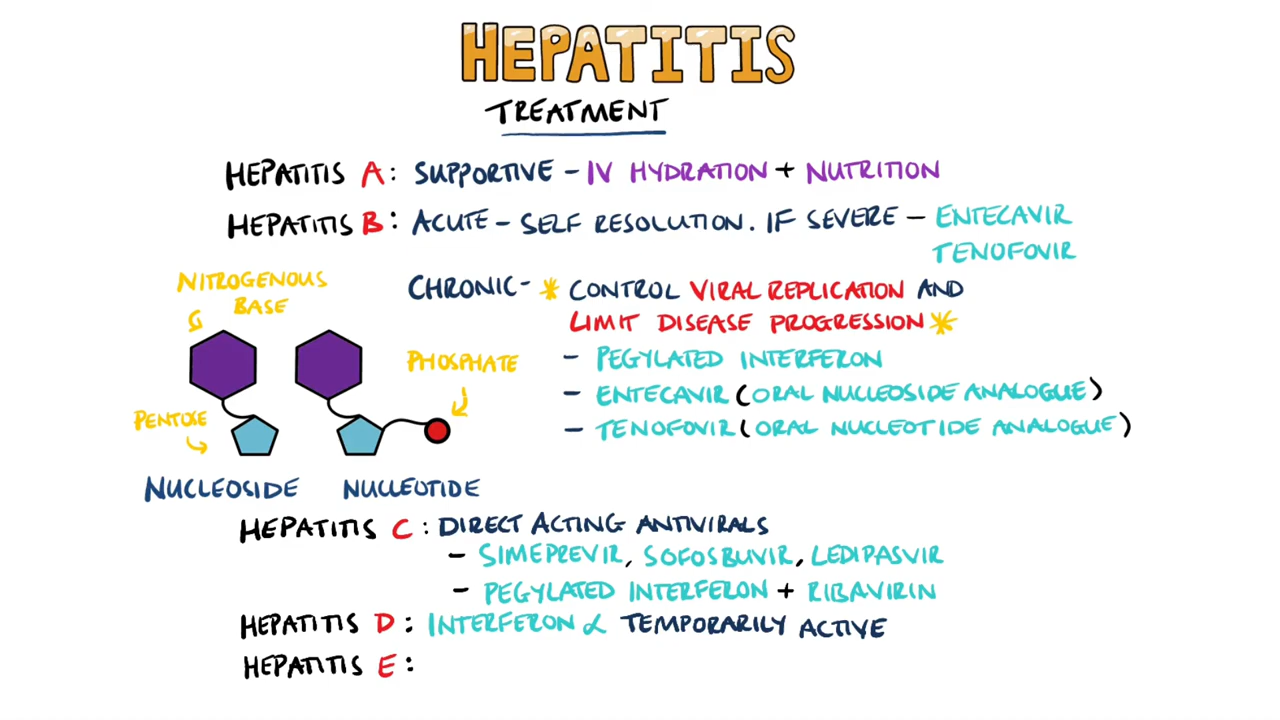 HEPATITIS
TREATMENT
HEPATITIS A: SUPPORTIVE - IV HYDRATION + NUTRITION
HEPATITIS B: ACUTE - SELF RESOLUTION. IF SEVERE - ENTECAVIR
TENOFOVIR
CHRONIC - * CONTROL VIRAL REPLICATION AND
LIMIT DISEASE PROGRESSION *
- PEGYLATED INTERFERON
- ENTECAVIR (ORAL NUCLEOSIDE ANALOGUE)
- TENOFOVIR (ORAL NUCLEOTIDE ANALOGUE)
NITROGENOUS
BASE
PHOSPHATE
PENTOSE
NUCLEOSIDE
NUCLEOTIDE
HEPATITIS C: DIRECT ACTING ANTIVIRALS
- SIMEPREVIR, SOFOSBUVIR, LEDIPASVIR
- PEGYLATED INTERFERON + RIBAVIRIN
HEPATITIS D: INTERFERON α TEMPORARILY ACTIVE
HEPATITIS E: